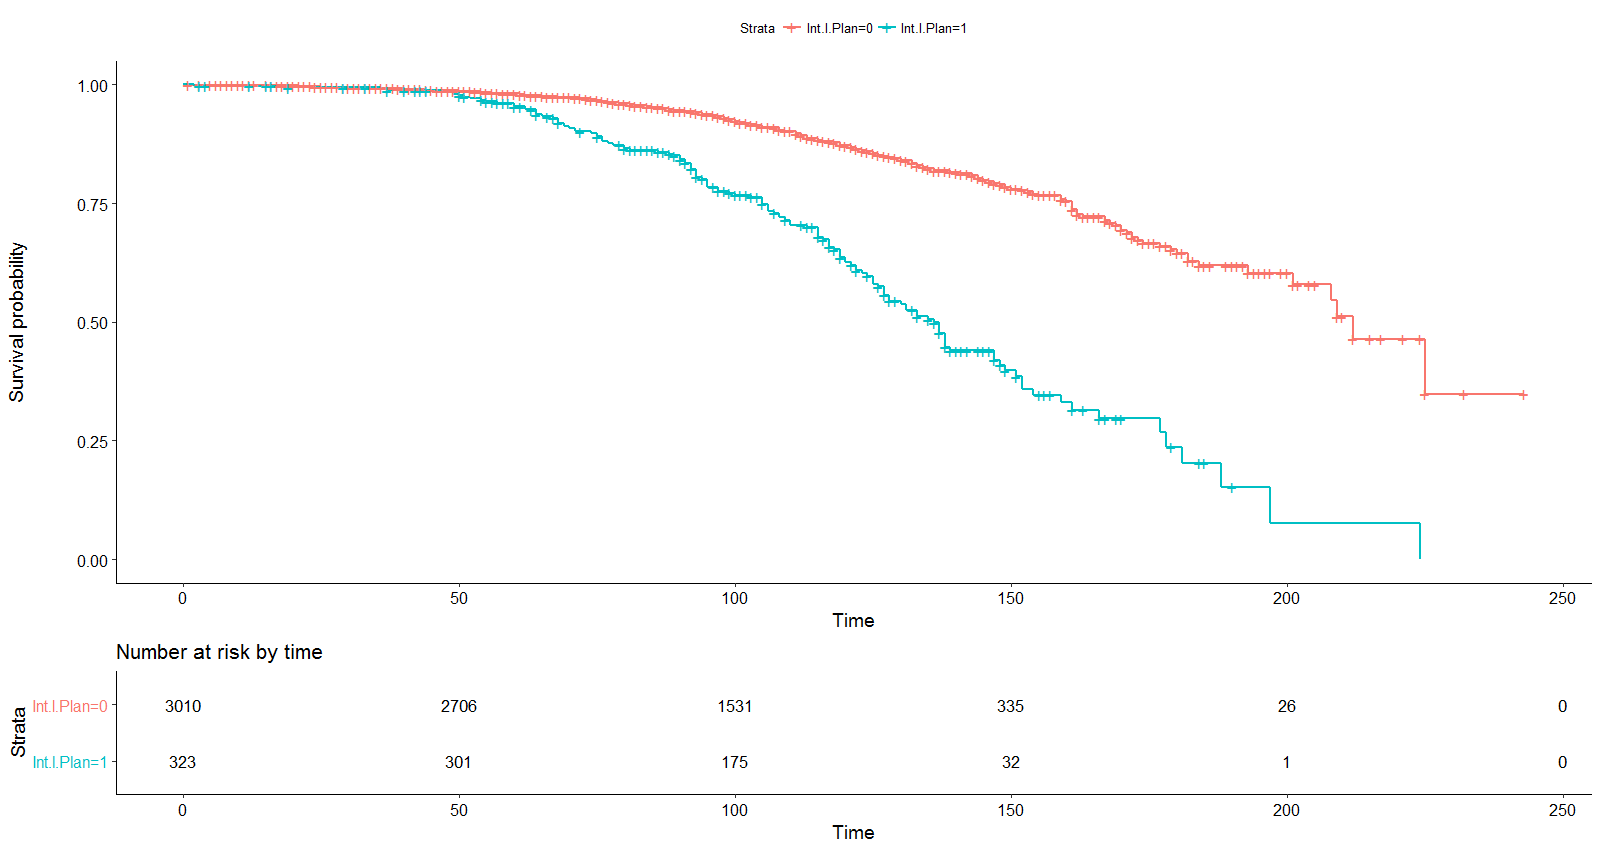 Strata Int.I.Plan=0 Int.I.Plan=1
Survival probability
1.00
0.75
0.50
0.25
0.00
0 50 100 150 200 250
Time
Number at risk by time
Strata
Int.I.Plan=0 3010 2706 1531 335 26 0
Int.I.Plan=1 323 301 175 32 1 0
0 50 100 150 200 250
Time